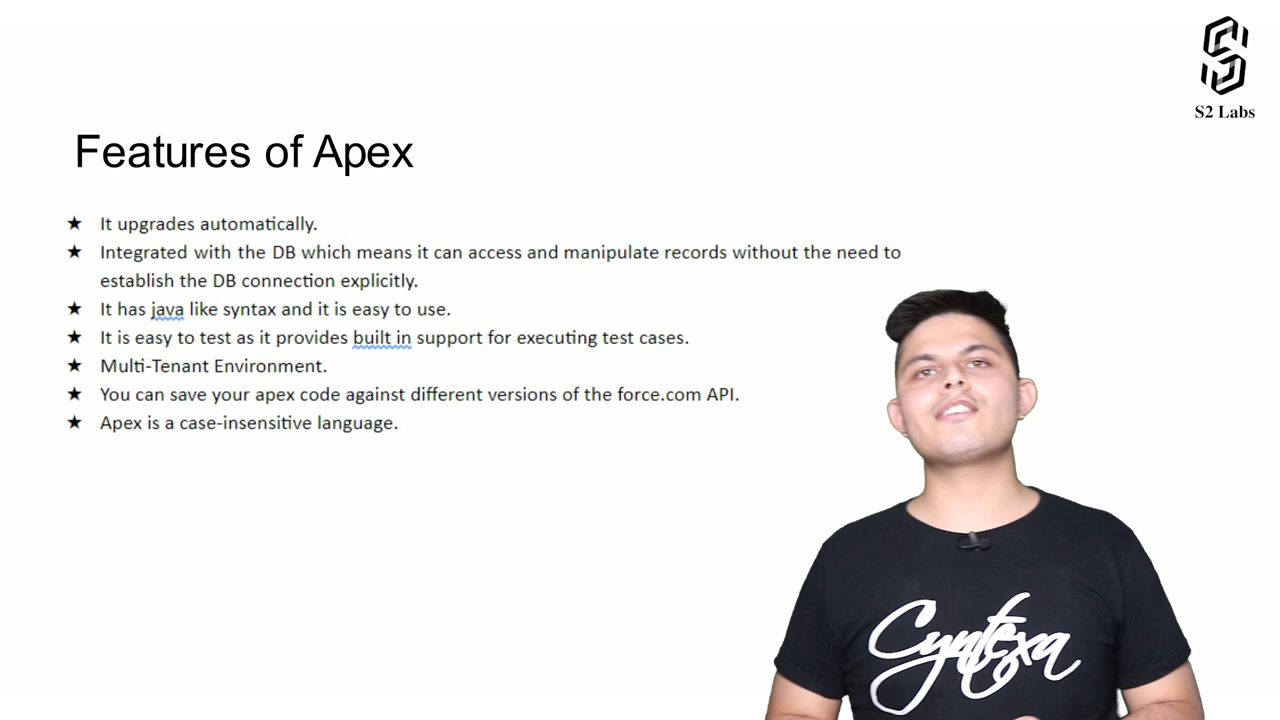 S2 Labs
Features of Apex
★ It upgrades automatically.
★ Integrated with the DB which means it can access and manipulate records without the need to
establish the DB connection explicitly.
★ It has java like syntax and it is easy to use.
★ It is easy to test as it provides built in support for executing test cases.
★ Multi-Tenant Environment.
★ You can save your apex code against different versions of the force.com API.
★ Apex is a case-insensitive language.
Cyntexa